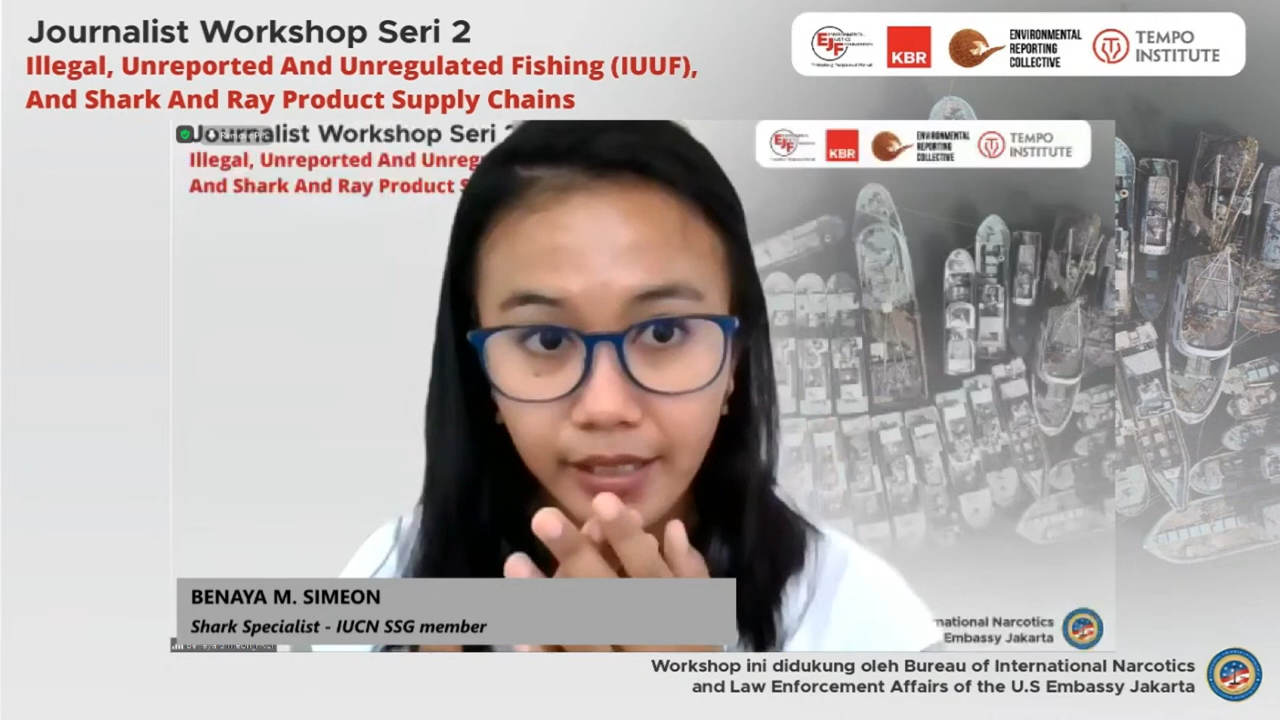 Journalist Workshop Seri 2
Illegal, Unreported And Unregulated Fishing (IUUF),
And Shark And Ray Product Supply Chains
EJF
KBR
ENVIRONMENTAL
REPORTING
COLLECTIVE
TEMPO
INSTITUTE
Journalist Workshop Seri 2
Illegal, Unreported And Unreg
And Shark And Ray Product S
EJF
KBR
ENVIRONMENTAL
REPORTING
COLLECTIVE
TEMPO
INSTITUTE
BENAYA M. SIMEON
Shark Specialist - IUCN SSG member
national Narcotics
Embassy Jakarta
Workshop ini didukung oleh Bureau of International Narcotics
and Law Enforcement Affairs of the U.S Embassy Jakarta